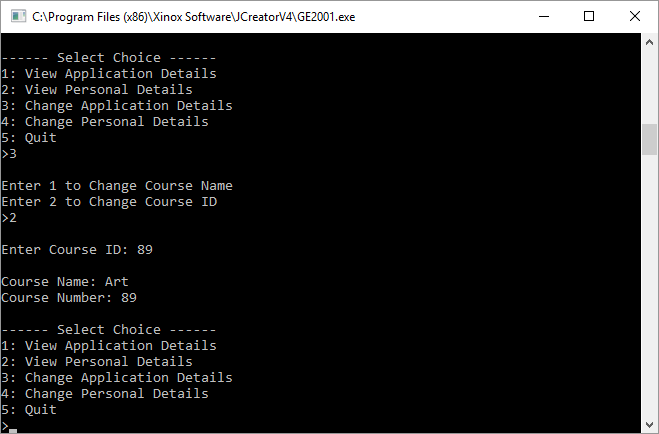 C:\Program Files (x86)\Xinox Software\JCreatorV4\GE2001.exe
------ Select Choice ------
1: View Application Details
2: View Personal Details
3: Change Application Details
4: Change Personal Details
5: Quit
>3
Enter 1 to Change Course Name
Enter 2 to Change Course ID
>2
Enter Course ID: 89
Course Name: Art
Course Number: 89
------ Select Choice ------
1: View Application Details
2: View Personal Details
3: Change Application Details
4: Change Personal Details
5: Quit
>_